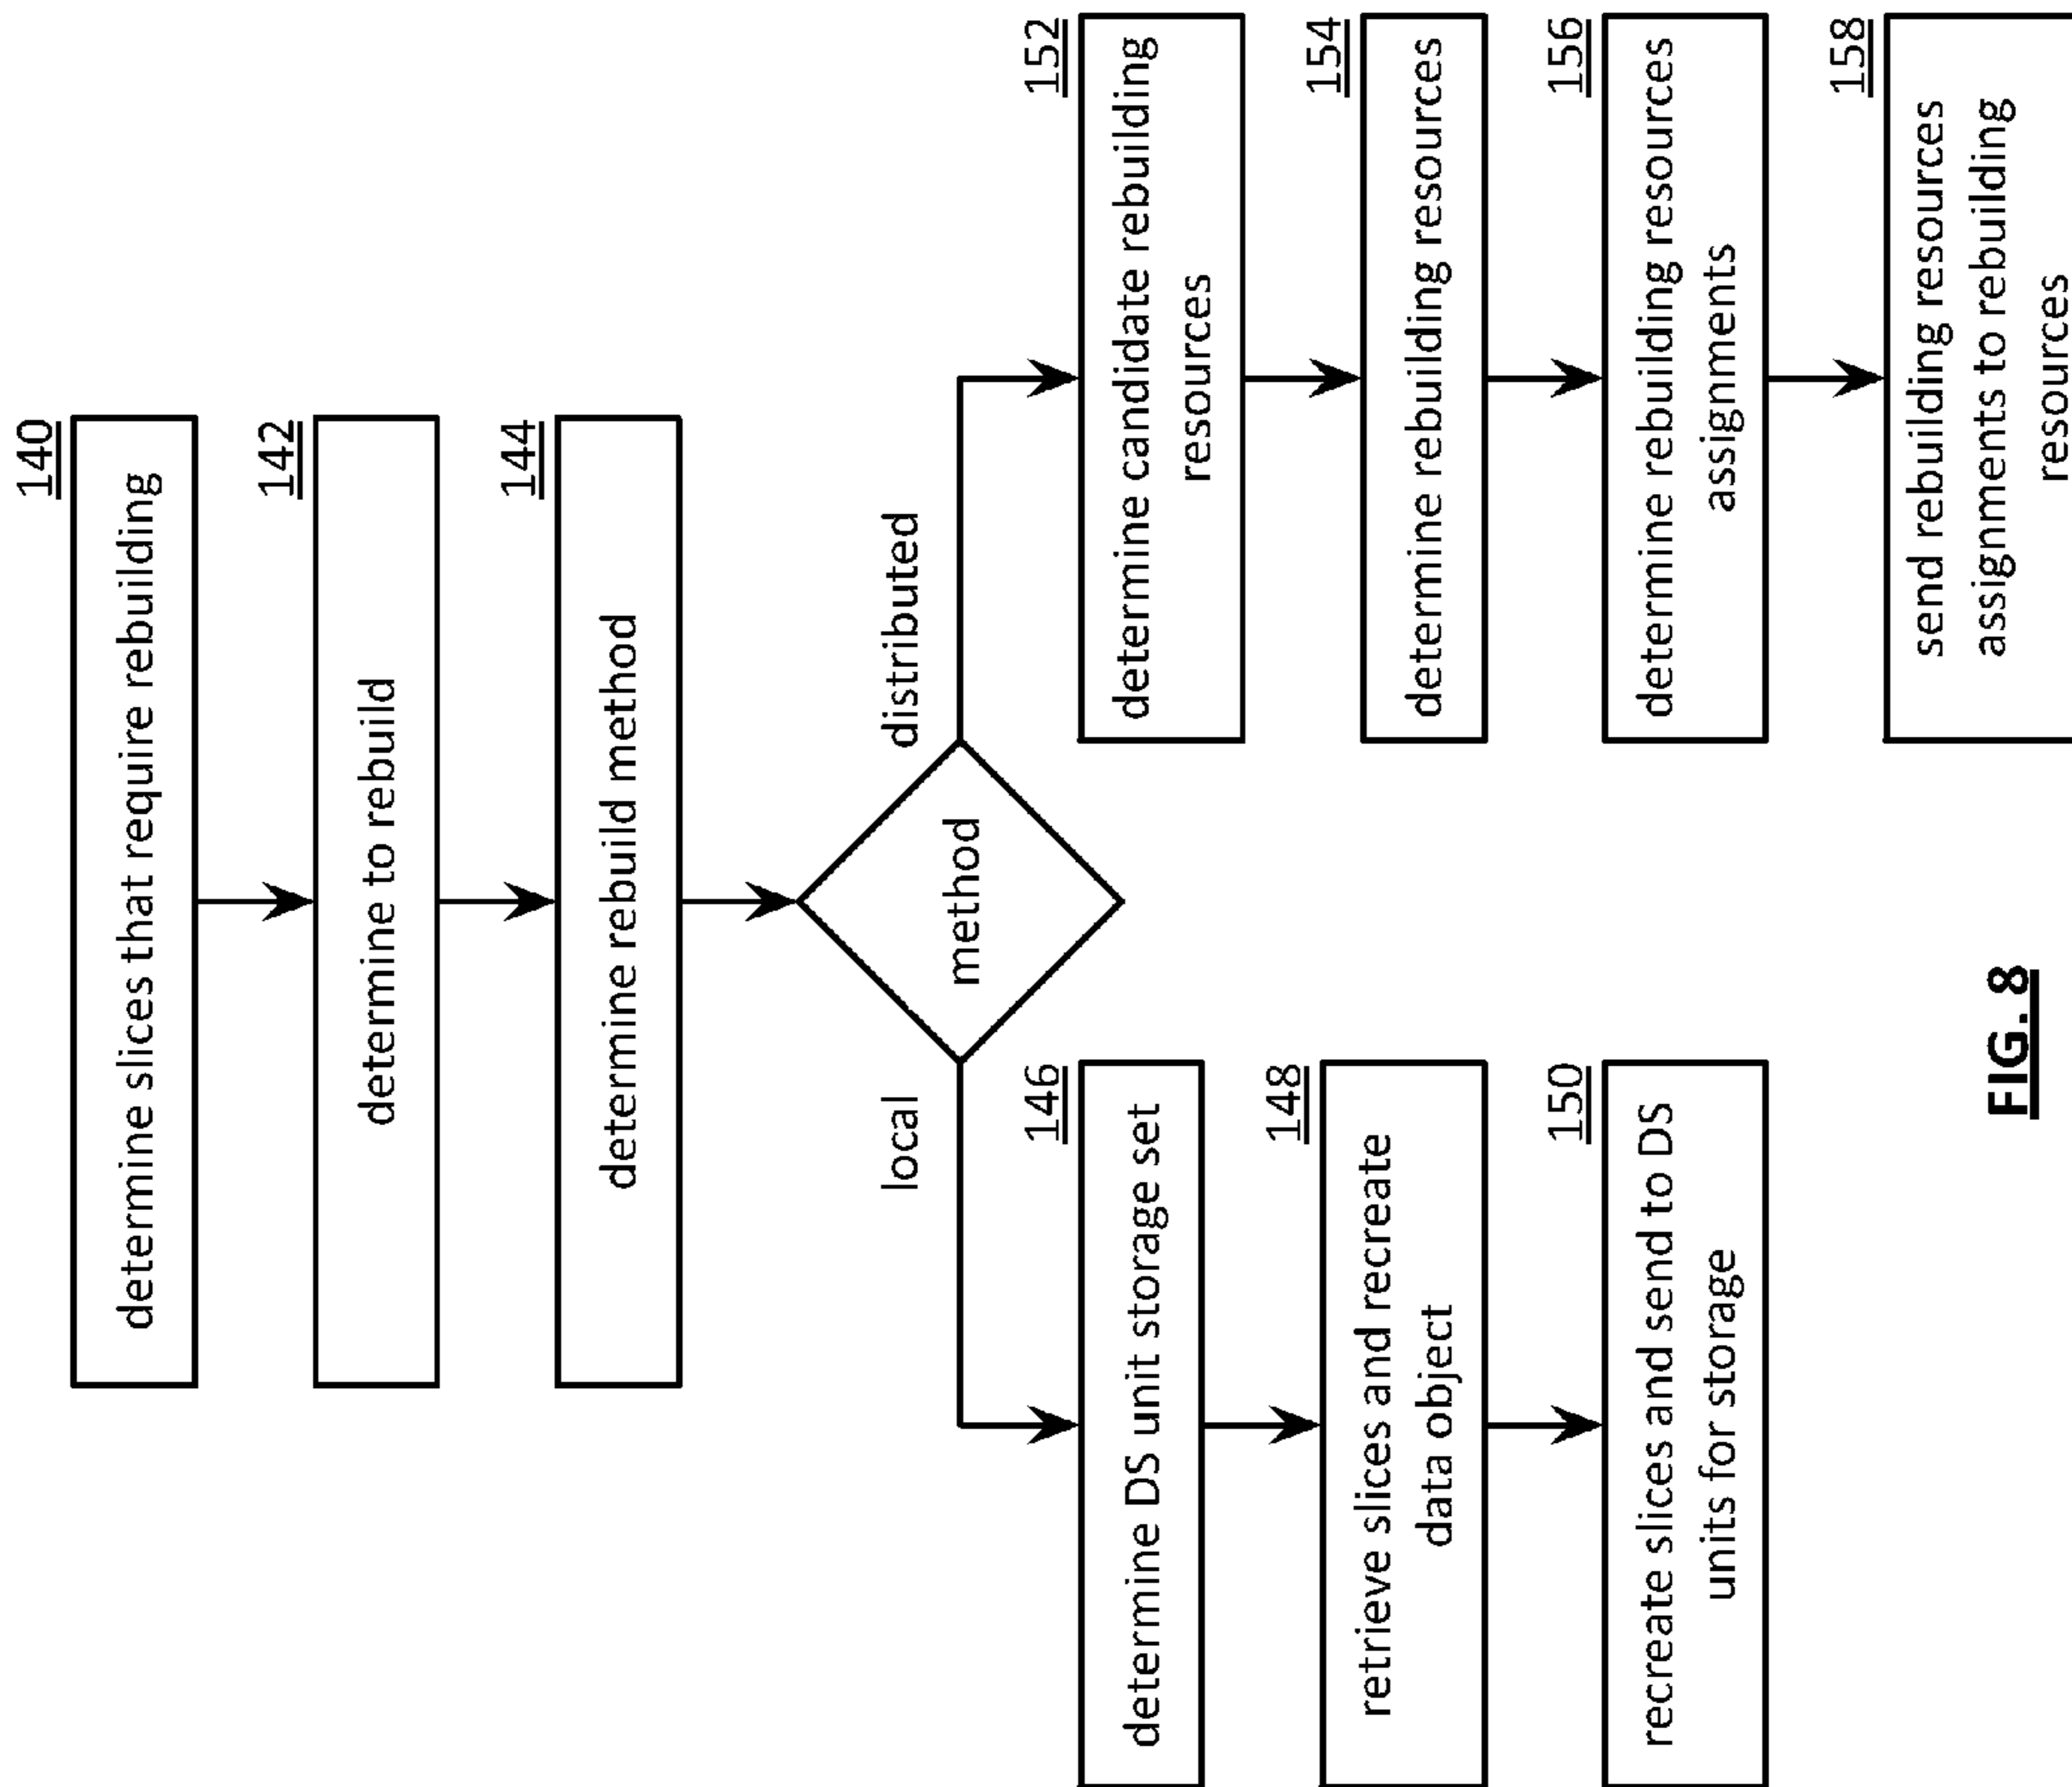 140
determine slices that require rebuilding
142
determine to rebuild
144
determine rebuild method
method
local
distributed
146
determine DS unit storage set
148
retrieve slices and recreate
data object
150
recreate slices and send to DS
units for storage
152
determine candidate rebuilding
resources
154
determine rebuilding resources
156
determine rebuilding resources
assignments
158
send rebuilding resources
assignments to rebuilding
resources
FIG. 8